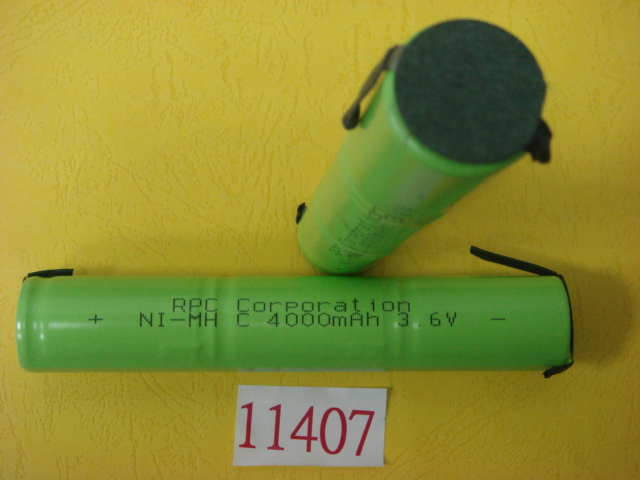 RPC Corporation
+ NI-MH C 4000mAh 3.6V -
11407